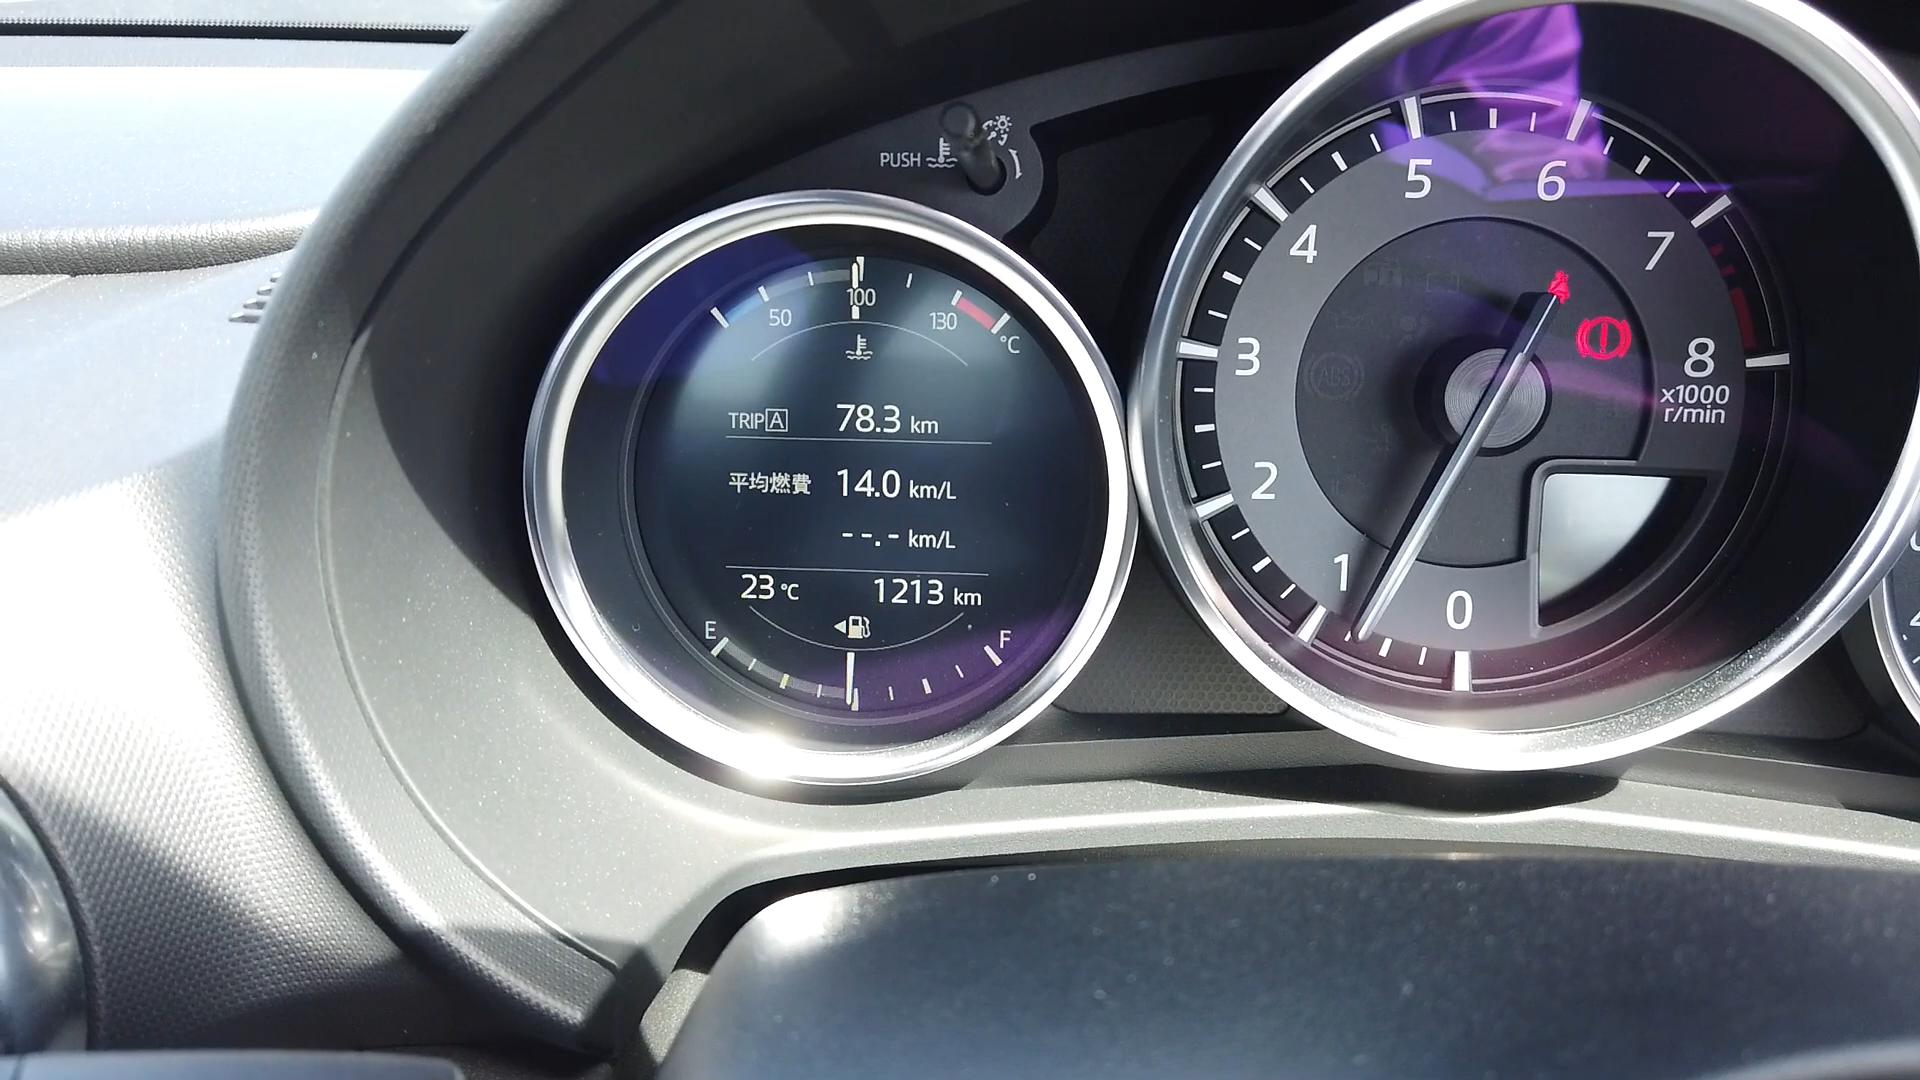 PUSH
50
100
130
°C
TRIP A 78.3 km
平均燃費 14.0 km/L
--.- km/L
23 °C 1213 km
E
F
0
1
2
3
4
5
6
7
8
x1000
r/min
ABS